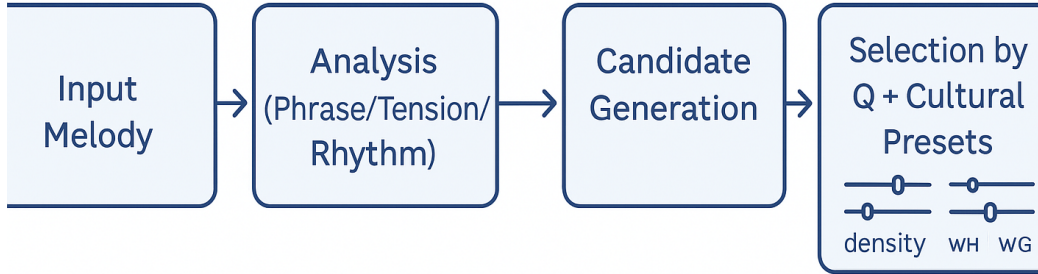 Input
Melody
Analysis
(Phrase/Tension/
Rhythm)
Candidate
Generation
Selection by
Q + Cultural
Presets
density WH WG